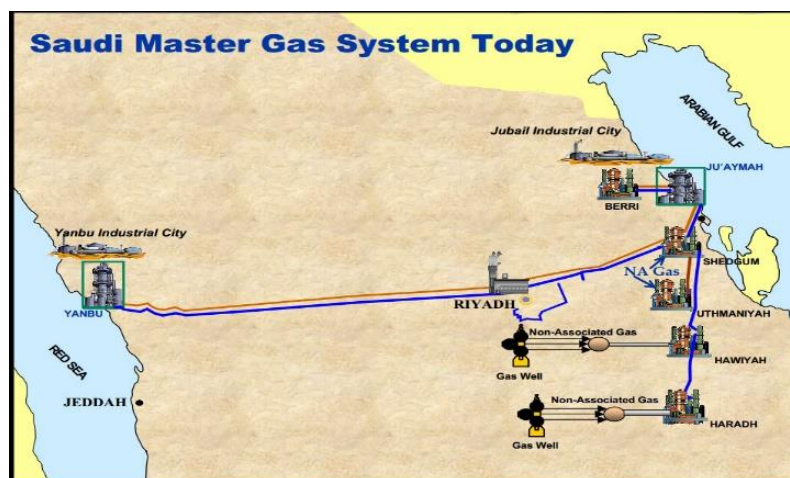 Saudi Master Gas System Today
ARABIAN GULF
Jubail Industrial City
JU'AYMAH
BERRI
Yanbu Industrial City
SHEDGUM
NA Gas
RIYADH
UTHMANIYAH
YANBU
Non-Associated Gas
RED SEA
HAWIYAH
Gas Well
JEDDAH
Non-Associated Gas
HARADH
Gas Well